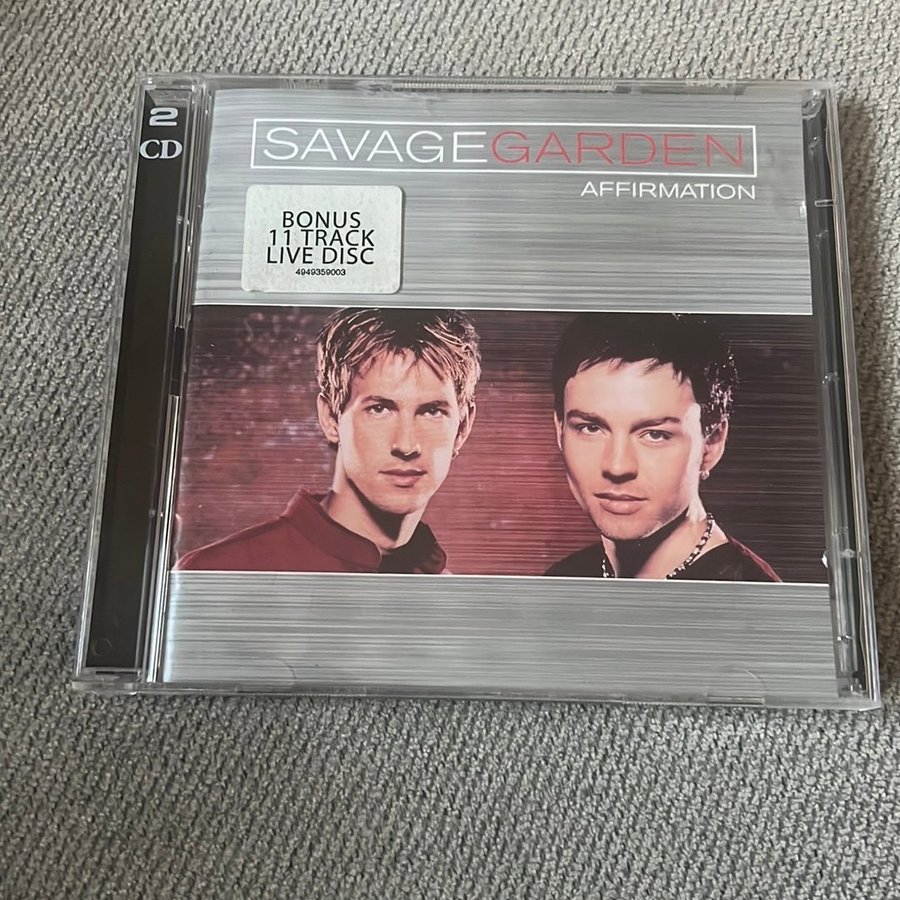 2
CD
SAVAGEGARDEN
AFFIRMATION
BONUS
11 TRACK
LIVE DISC
4949359003